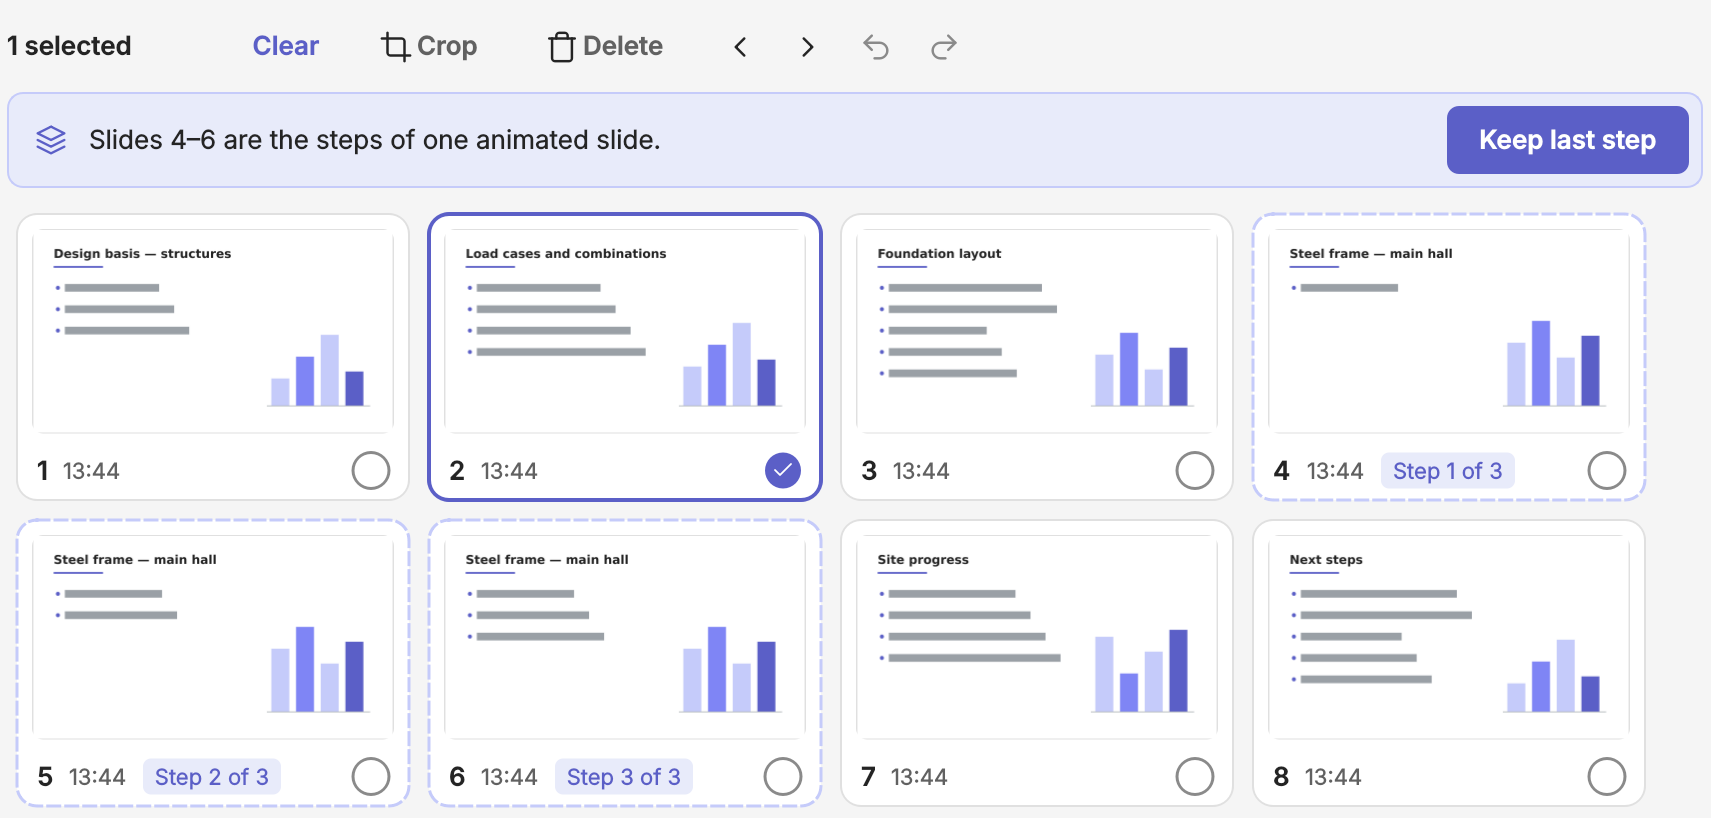 1 selected Clear Crop Delete
Slides 4–6 are the steps of one animated slide. Keep last step
Design basis — structures
1 13:44
Load cases and combinations
2 13:44
Foundation layout
3 13:44
Steel frame — main hall
4 13:44 Step 1 of 3
Steel frame — main hall
5 13:44 Step 2 of 3
Steel frame — main hall
6 13:44 Step 3 of 3
Site progress
7 13:44
Next steps
8 13:44